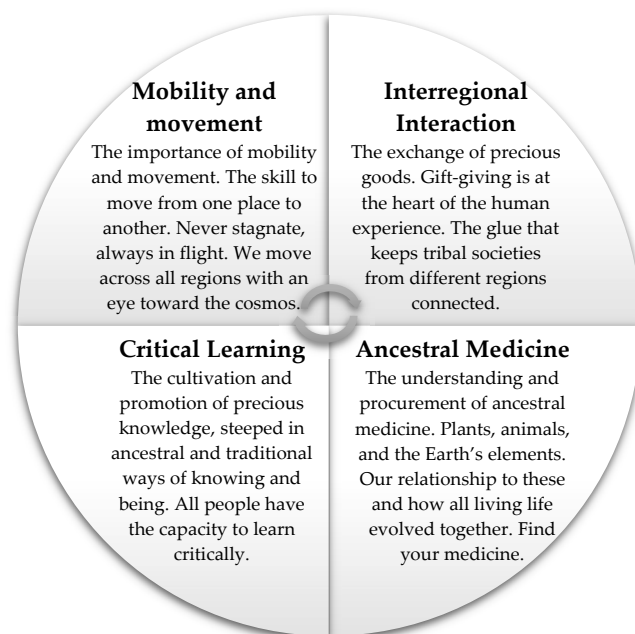 Mobility and
movement
The importance of mobility
and movement. The skill to
move from one place to
another. Never stagnate,
always in flight. We move
across all regions with an
eye toward the cosmos.
Interregional
Interaction
The exchange of precious
goods. Gift-giving is at
the heart of the human
experience. The glue that
keeps tribal societies
from different regions
connected.
Critical Learning
The cultivation and
promotion of precious
knowledge, steeped in
ancestral and traditional
ways of knowing and
being. All people have
the capacity to learn
critically.
Ancestral Medicine
The understanding and
procurement of ancestral
medicine. Plants, animals,
and the Earth’s elements.
Our relationship to these
and how all living life
evolved together. Find
your medicine.